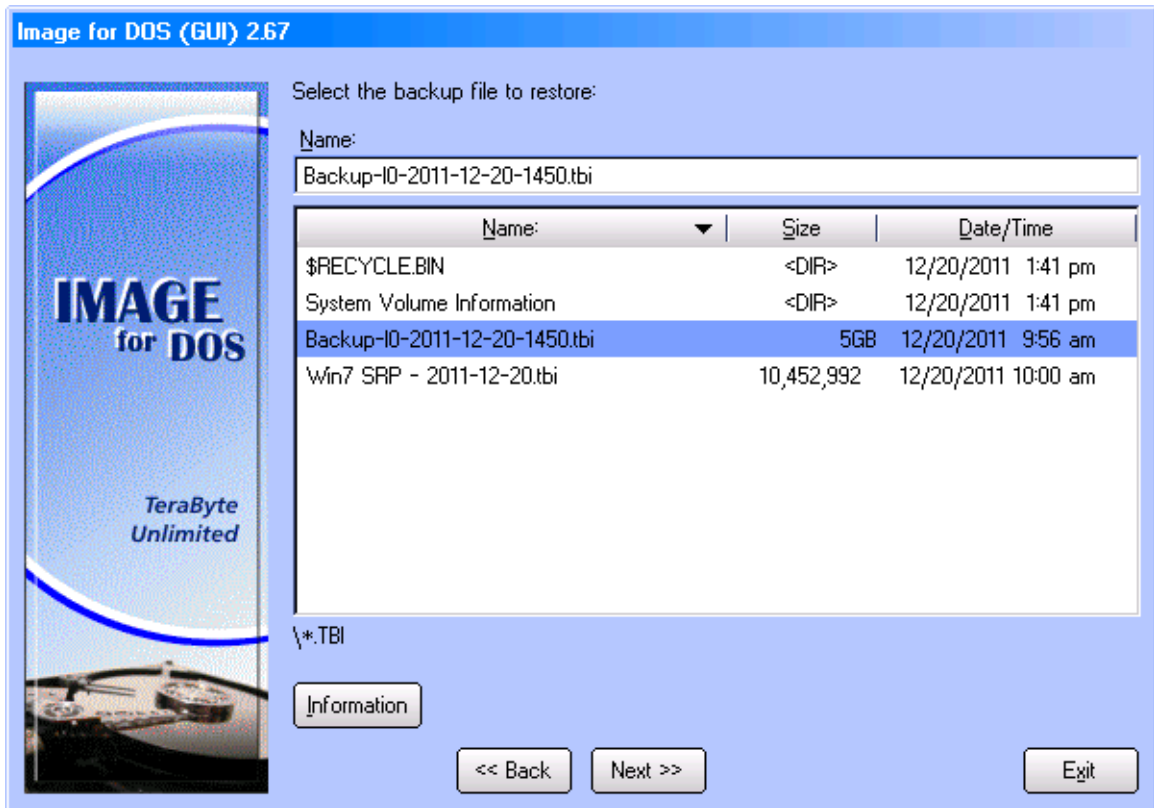 Image for DOS (GUI) 2.67
Select the backup file to restore:
Name:
Backup-I0-2011-12-20-1450.tbi
Name: Size Date/Time
$RECYCLE.BIN <DIR> 12/20/2011 1:41 pm
System Volume Information <DIR> 12/20/2011 1:41 pm
Backup-I0-2011-12-20-1450.tbi 5GB 12/20/2011 9:56 am
Win7 SRP - 2011-12-20.tbi 10,452,992 12/20/2011 10:00 am
IMAGE
for DOS
TeraByte
Unlimited
\*.TBI
Information
<< Back Next >> Exit